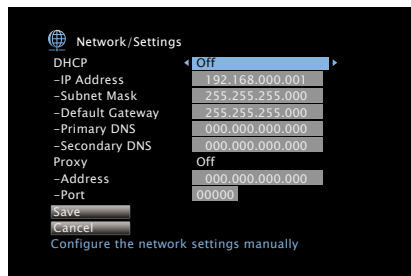 Network/Settings
DHCP Off
-IP Address 192.168.000.001
-Subnet Mask 255.255.255.000
-Default Gateway 255.255.255.000
-Primary DNS 000.000.000.000
-Secondary DNS 000.000.000.000
Proxy Off
-Address 000.000.000.000
-Port 00000
Save
Cancel
Configure the network settings manually